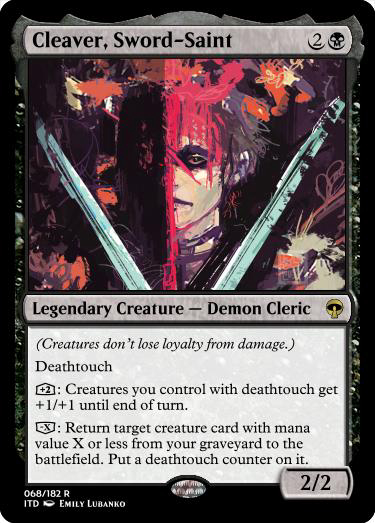 Cleaver, Sword-Saint 2
Legendary Creature — Demon Cleric
(Creatures don't lose loyalty from damage.)
Deathtouch
+2: Creatures you control with deathtouch get
+1/+1 until end of turn.
-X: Return target creature card with mana
value X or less from your graveyard to the
battlefield. Put a deathtouch counter on it.
2/2
068/182 R
ITD EMILY LUBANKO